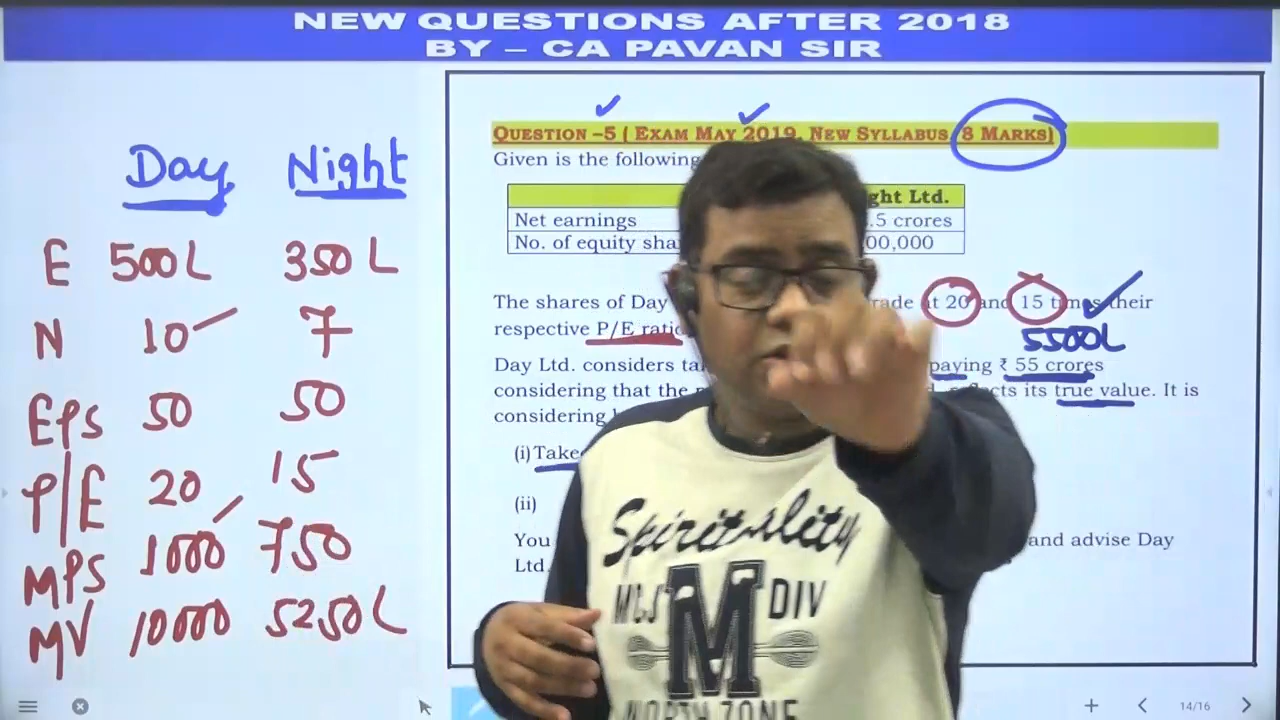 NEW QUESTIONS AFTER 2018
BY – CA PAVAN SIR
Day Night
E 500L 350L
N 10 7
Eps 50 50
P/E 20 15
MPS 1000 750
MV 10000 5250L
QUESTION –5 ( EXAM MAY 2019, NEW SYLLABUS 8 MARKS)
Given is the following
ght Ltd.
Net earnings .5 crores
No. of equity sha 00,000
The shares of Day rade at 20 and 15 times their
respective P/E ratio
5500L
Day Ltd. considers ta paying ₹ 55 crores
considering that the cts its true value. It is
considering
(i) Take
(ii)
You and advise Day
Ltd.
Spirituality
MCJ M DIV
NORTH ZONE
14/16